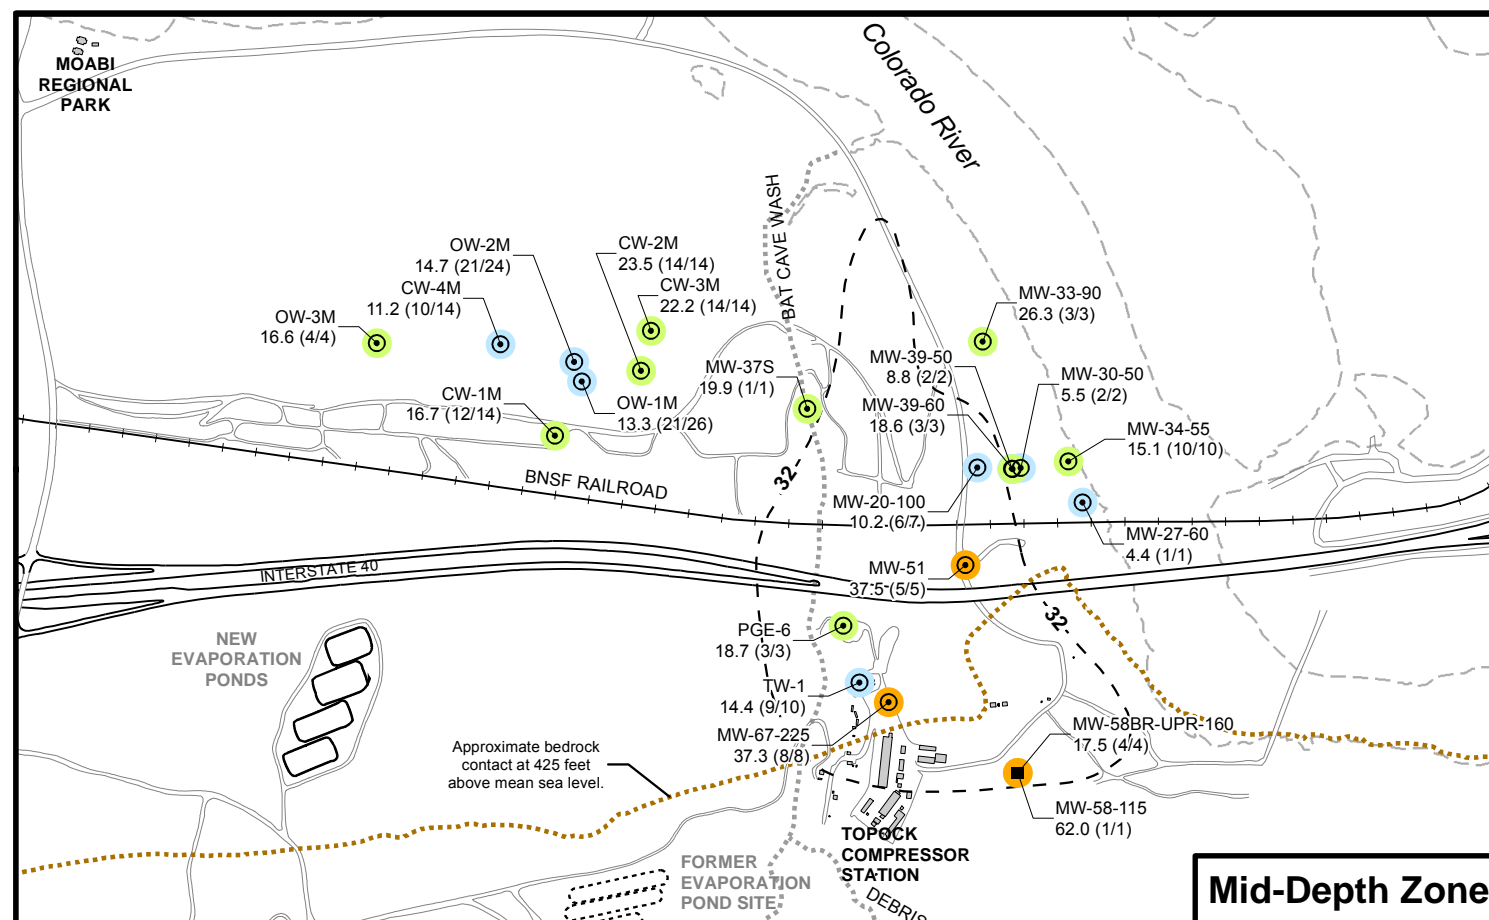 MOABI
REGIONAL
PARK
Colorado River
BAT CAVE WASH
OW-2M
14.7 (21/24)
CW-2M
23.5 (14/14)
CW-4M
11.2 (10/14)
CW-3M
22.2 (14/14)
OW-3M
16.6 (4/4)
MW-33-90
26.3 (3/3)
MW-39-50
8.8 (2/2)
MW-37S
19.9 (1/1)
MW-30-50
5.5 (2/2)
CW-1M
16.7 (12/14)
OW-1M
13.3 (21/26)
MW-39-60
18.6 (3/3)
MW-34-55
15.1 (10/10)
32
BNSF RAILROAD
MW-20-100
10.2 (6/7)
MW-27-60
4.4 (1/1)
INTERSTATE 40
MW-51
37.5 (5/5)
32
NEW
EVAPORATION
PONDS
PGE-6
18.7 (3/3)
TW-1
14.4 (9/10)
MW-67-225
37.3 (8/8)
MW-58BR-UPR-160
17.5 (4/4)
Approximate bedrock
contact at 425 feet
above mean sea level.
MW-58-115
62.0 (1/1)
TOPOCK
COMPRESSOR
STATION
FORMER
EVAPORATION
POND SITE
DEBRIS
Mid-Depth Zone